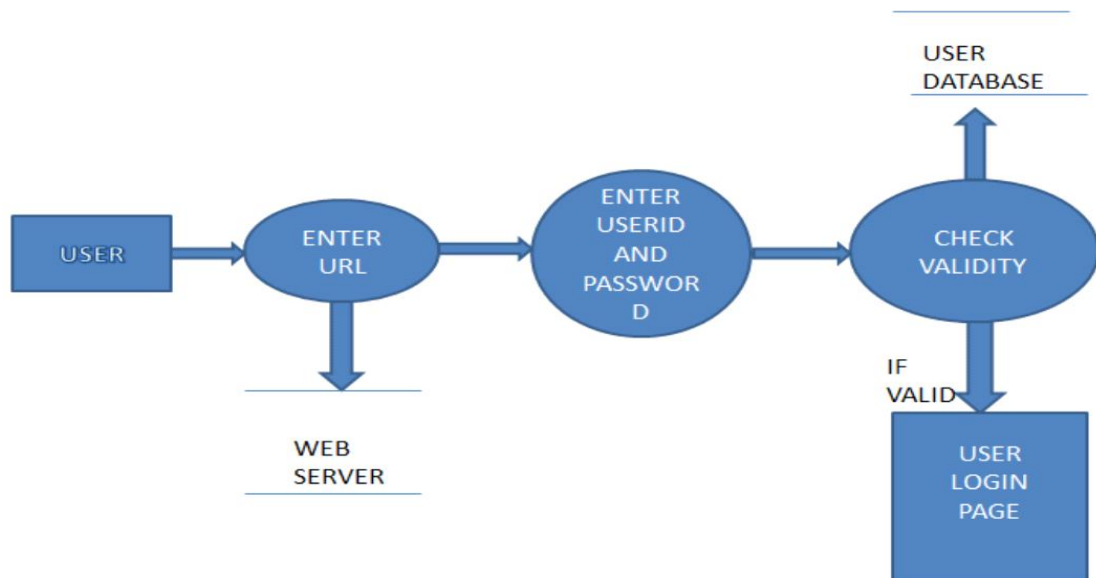 USER
DATABASE
USER
ENTER
URL
ENTER
USERID
AND
PASSWOR
D
CHECK
VALIDITY
IF
VALID
WEB
SERVER
USER
LOGIN
PAGE